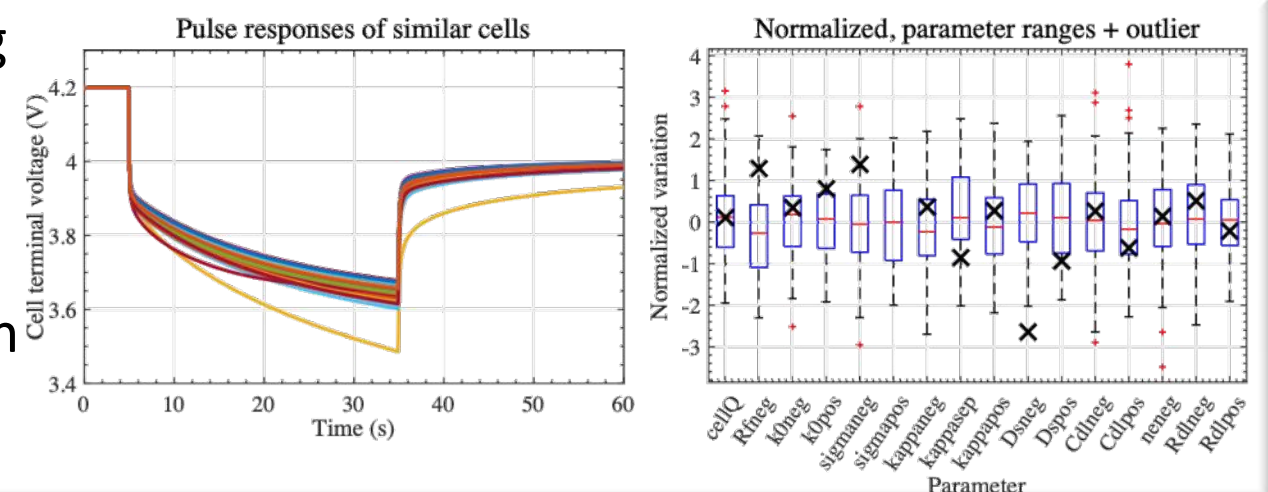 g
n
Pulse responses of similar cells
Cell terminal voltage (V)
4.2
4
3.8
3.6
3.4
0 10 20 30 40 50 60
Time (s)
Normalized, parameter ranges + outlier
Normalized variation
4
3
2
1
0
-1
-2
-3
cellQ
Rfneg
k0neg
k0pos
sigmaneg
sigmapos
kappaneg
kappasep
kappapos
Dsneg
Dspos
Cdlneg
Cdlpos
neneg
Rdlneg
Rdlpos
Parameter